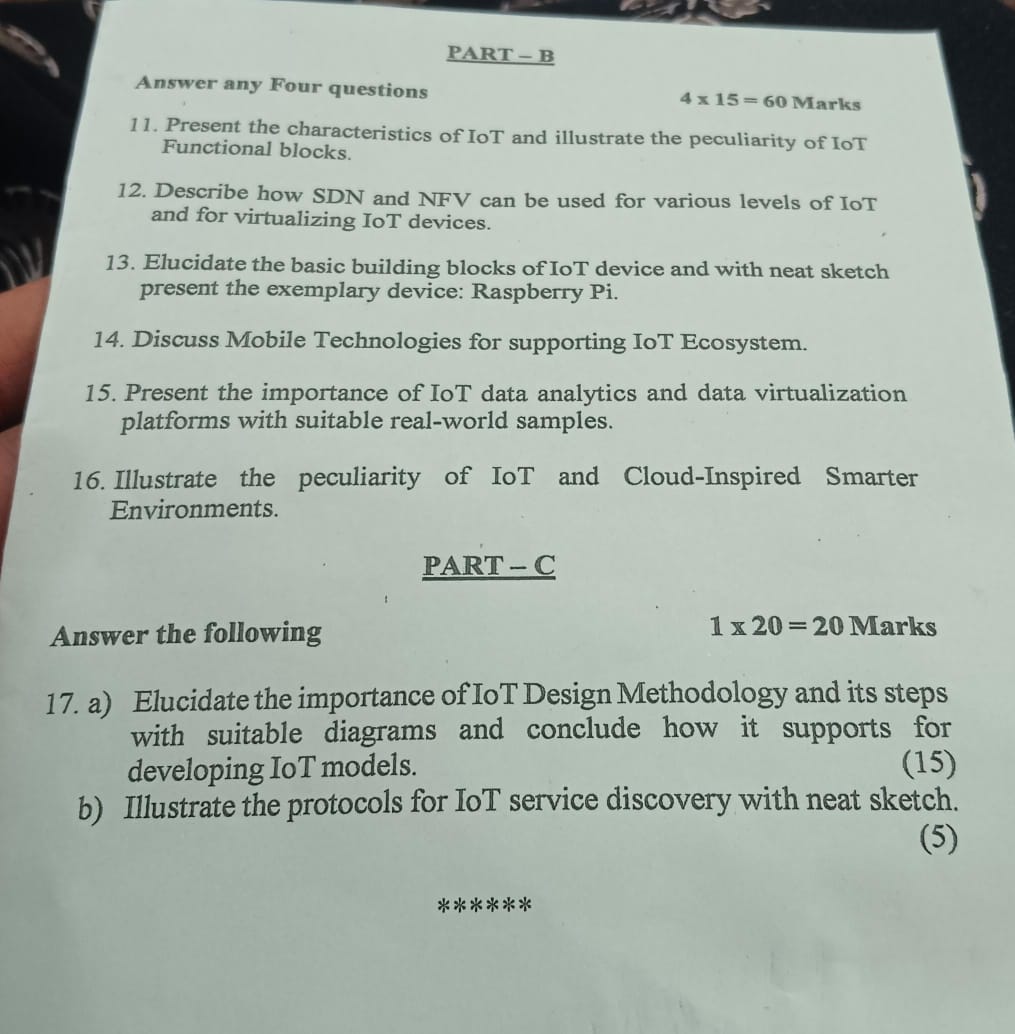 PART – B
Answer any Four questions
4 x 15 = 60 Marks
11. Present the characteristics of IoT and illustrate the peculiarity of IoT
Functional blocks.
12. Describe how SDN and NFV can be used for various levels of IoT
and for virtualizing IoT devices.
13. Elucidate the basic building blocks of IoT device and with neat sketch
present the exemplary device: Raspberry Pi.
14. Discuss Mobile Technologies for supporting IoT Ecosystem.
15. Present the importance of IoT data analytics and data virtualization
platforms with suitable real-world samples.
16. Illustrate the peculiarity of IoT and Cloud-Inspired Smarter
Environments.
PART – C
Answer the following
1 x 20 = 20 Marks
17. a) Elucidate the importance of IoT Design Methodology and its steps
with suitable diagrams and conclude how it supports for
developing IoT models. (15)
b) Illustrate the protocols for IoT service discovery with neat sketch.
(5)
******